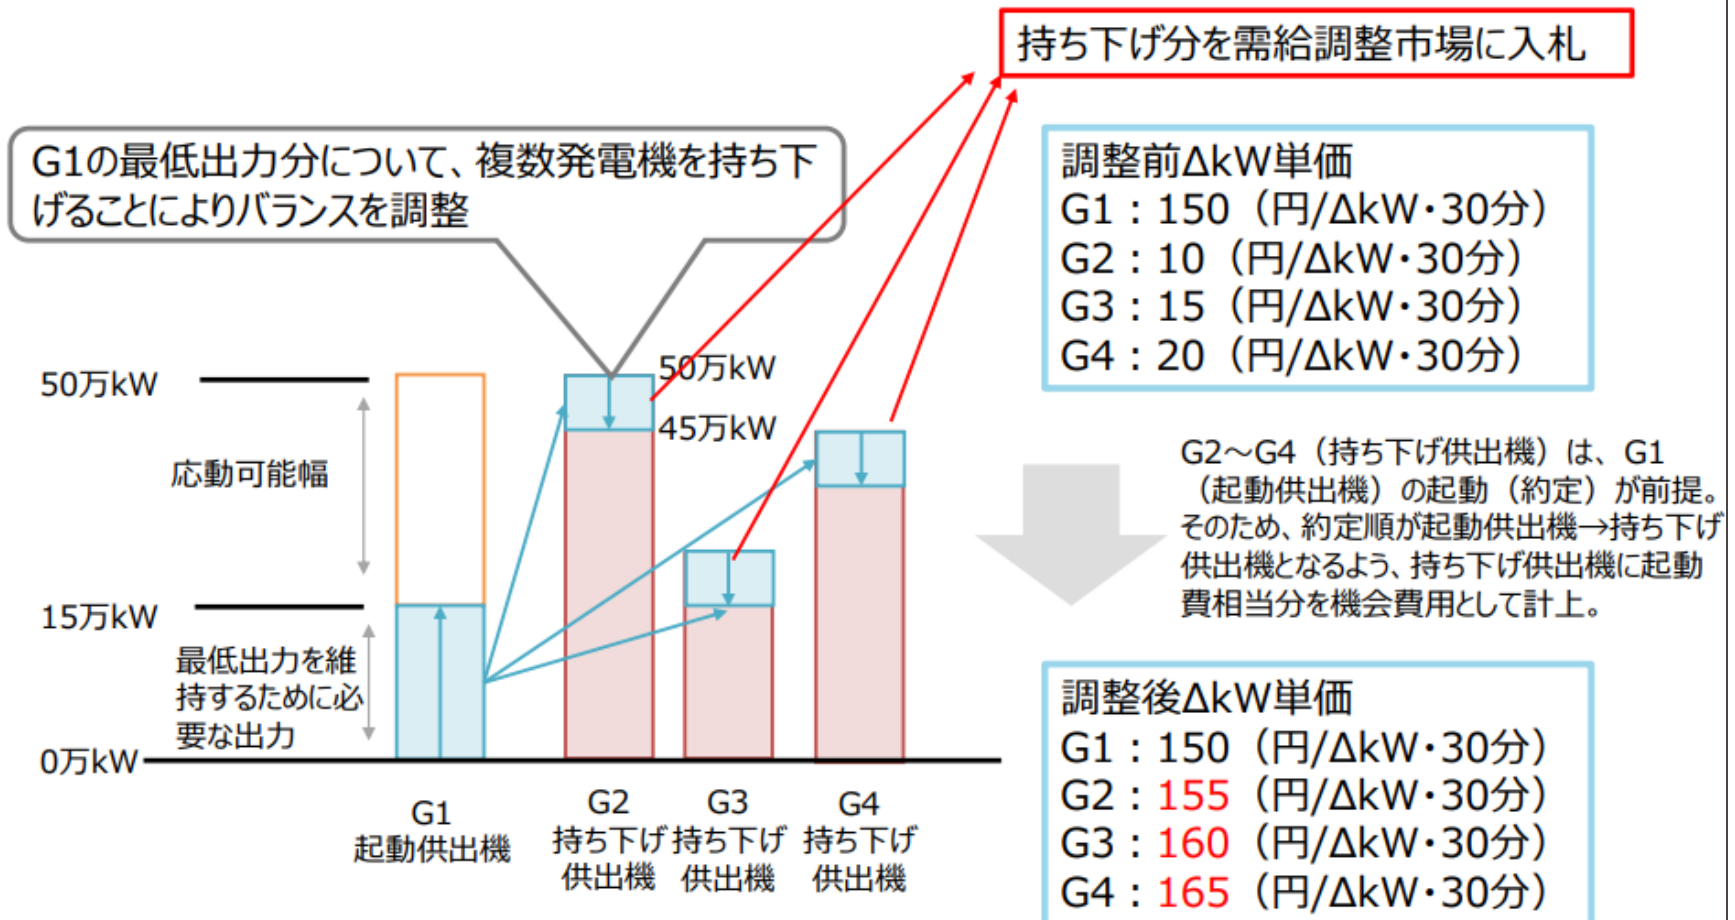 持ち下げ分を需給調整市場に入札
G1の最低出力分について、複数発電機を持ち下
げることによりバランスを調整
調整前ΔkW単価
G1：150（円/ΔkW・30分）
G2：10（円/ΔkW・30分）
G3：15（円/ΔkW・30分）
G4：20（円/ΔkW・30分）
50万kW
50万kW
45万kW
応動可能幅
15万kW
最低出力を維
持するために必
要な出力
0万kW
G1
起動供出機
G2
持ち下げ
供出機
G3
持ち下げ
供出機
G4
持ち下げ
供出機
G2～G4（持ち下げ供出機）は、G1
（起動供出機）の起動（約定）が前提。
そのため、約定順が起動供出機→持ち下げ
供出機となるよう、持ち下げ供出機に起動
費相当分を機会費用として計上。
調整後ΔkW単価
G1：150（円/ΔkW・30分）
G2：155（円/ΔkW・30分）
G3：160（円/ΔkW・30分）
G4：165（円/ΔkW・30分）